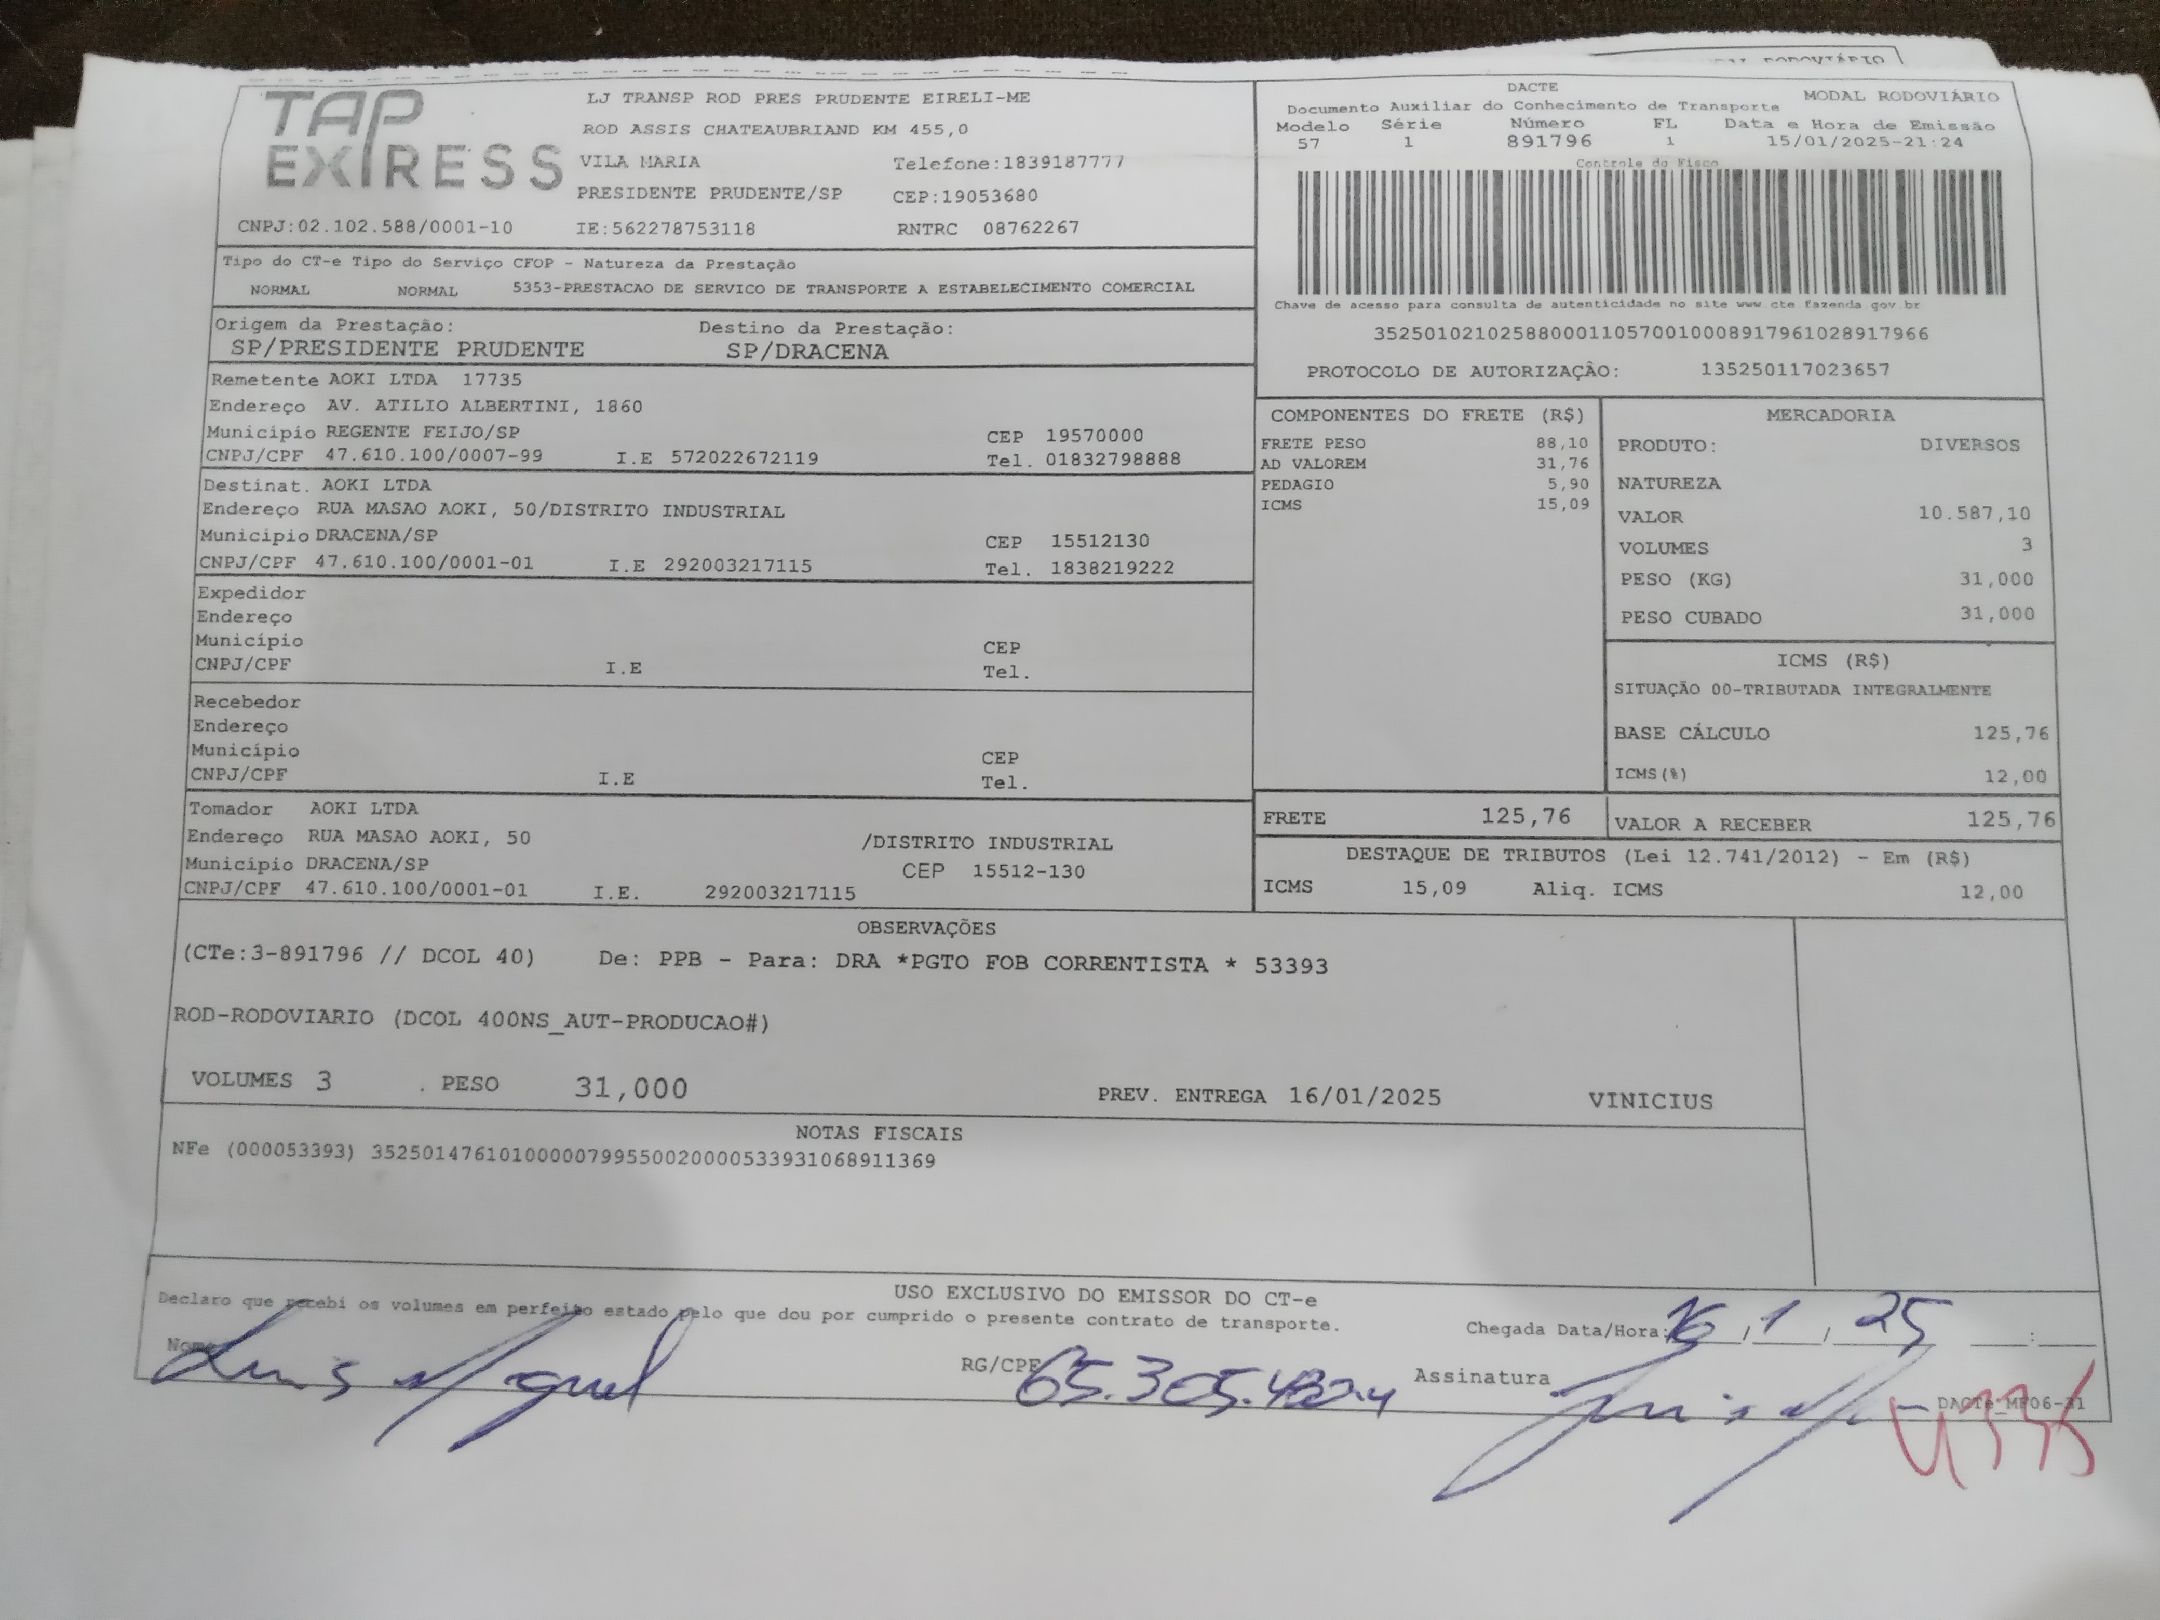 TAP EXPRESS
LJ TRANSP ROD PRES PRUDENTE EIRELI-ME
ROD ASSIS CHATEAUBRIAND KM 455,0
VILA MARIA Telefone:1839187777
PRESIDENTE PRUDENTE/SP CEP:19053680
CNPJ:02.102.588/0001-10 IE:562278753118 RNTRC 08762267
DACTE MODAL RODOVIÁRIO
Documento Auxiliar do Conhecimento de Transporte
Modelo Série Número FL Data e Hora de Emissão
57 1 891796 1 15/01/2025-21:24
Controle do Fisco
Chave de acesso para consulta de autenticidade no site www cte fazenda gov.br
35250102102588000110570010008917961028917966
PROTOCOLO DE AUTORIZAÇÃO: 135250117023657
Tipo do CT-e Tipo do Serviço CFOP - Natureza da Prestação
NORMAL NORMAL 5353-PRESTACAO DE SERVICO DE TRANSPORTE A ESTABELECIMENTO COMERCIAL
Origem da Prestação: Destino da Prestação:
SP/PRESIDENTE PRUDENTE SP/DRACENA
Remetente AOKI LTDA 17735
Endereço AV. ATILIO ALBERTINI, 1860
Municipio REGENTE FEIJO/SP CEP 19570000
CNPJ/CPF 47.610.100/0007-99 I.E 572022672119 Tel. 01832798888
Destinat. AOKI LTDA
Endereço RUA MASAO AOKI, 50/DISTRITO INDUSTRIAL
Municipio DRACENA/SP CEP 15512130
CNPJ/CPF 47.610.100/0001-01 I.E 292003217115 Tel. 1838219222
Expedidor
Endereço
Município CEP
CNPJ/CPF I.E Tel.
Recebedor
Endereço
Município CEP
CNPJ/CPF I.E Tel.
Tomador AOKI LTDA
Endereço RUA MASAO AOKI, 50 /DISTRITO INDUSTRIAL
Município DRACENA/SP CEP 15512-130
CNPJ/CPF 47.610.100/0001-01 I.E. 292003217115
COMPONENTES DO FRETE (R$)
FRETE PESO 88,10
AD VALOREM 31,76
PEDAGIO 5,90
ICMS 15,09
MERCADORIA
PRODUTO: DIVERSOS
NATUREZA
VALOR 10.587,10
VOLUMES 3
PESO (KG) 31,000
PESO CUBADO 31,000
ICMS (R$)
SITUAÇÃO 00-TRIBUTADA INTEGRALMENTE
BASE CÁLCULO 125,76
ICMS(%) 12,00
FRETE 125,76 VALOR A RECEBER 125,76
DESTAQUE DE TRIBUTOS (Lei 12.741/2012) - Em (R$)
ICMS 15,09 Aliq. ICMS 12,00
OBSERVAÇÕES
(CTe:3-891796 // DCOL 40) De: PPB - Para: DRA *PGTO FOB CORRENTISTA * 53393
ROD-RODOVIARIO (DCOL 400NS_AUT-PRODUCAO#)
VOLUMES 3 . PESO 31,000 PREV. ENTREGA 16/01/2025 VINICIUS
NOTAS FISCAIS
NFe (000053393) 35250147610100000799550020000533931068911369
USO EXCLUSIVO DO EMISSOR DO CT-e
Declaro que recebi os volumes em perfeito estado pelo que dou por cumprido o presente contrato de transporte.
Chegada Data/Hora: 16/1/25 :
Nome Luis Miguel RG/CPF Assinatura
DACTe_MF06-31